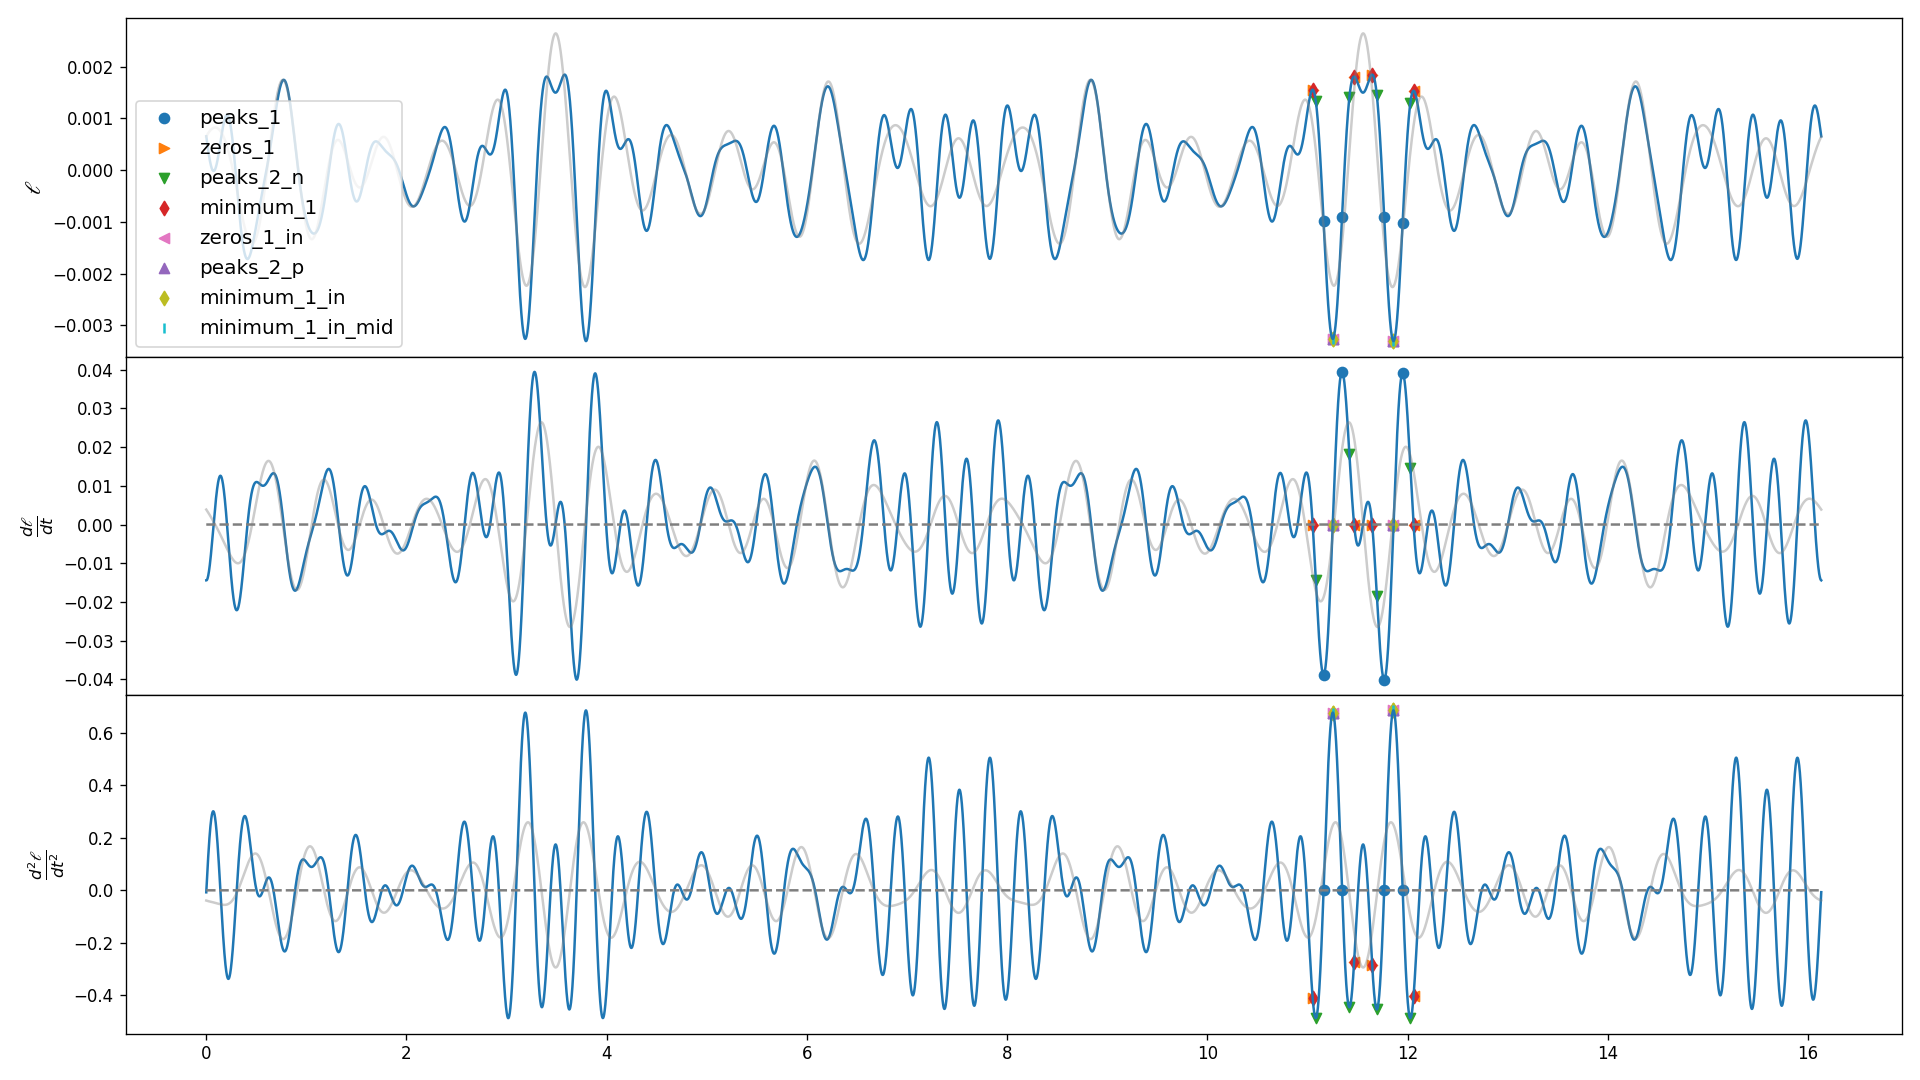 0.002
0.001
0.000
−0.001
−0.002
−0.003
ℓ
peaks_1
zeros_1
peaks_2_n
minimum_1
zeros_1_in
peaks_2_p
minimum_1_in
minimum_1_in_mid
0.04
0.03
0.02
0.01
0.00
−0.01
−0.02
−0.03
−0.04
dℓ
dt
0.6
0.4
0.2
0.0
−0.2
−0.4
d²ℓ
dt²
0 2 4 6 8 10 12 14 16